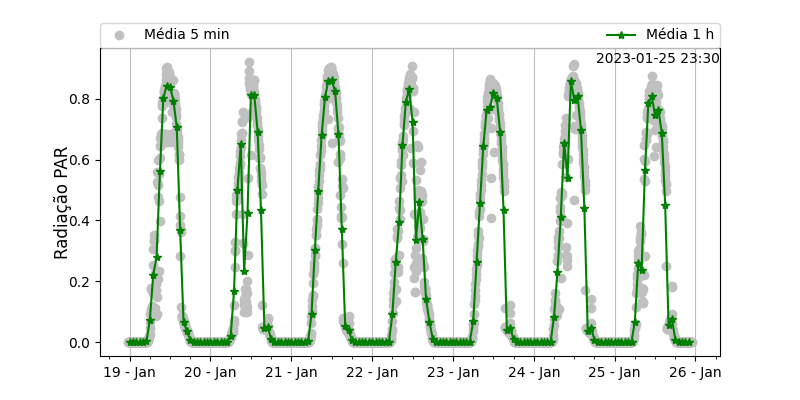 Média 5 min
Média 1 h
2023-01-25 23:30
Radiação PAR
0.8
0.6
0.4
0.2
0.0
19 - Jan
20 - Jan
21 - Jan
22 - Jan
23 - Jan
24 - Jan
25 - Jan
26 - Jan